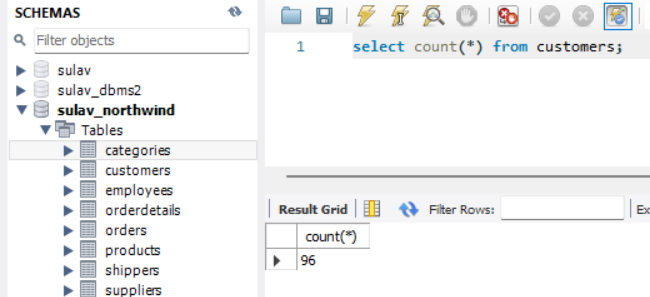 SCHEMAS
Filter objects
sulav
sulav_dbms2
sulav_northwind
Tables
categories
customers
employees
orderdetails
orders
products
shippers
suppliers
1 select count(*) from customers;
Result Grid Filter Rows: Ex
count(*)
96